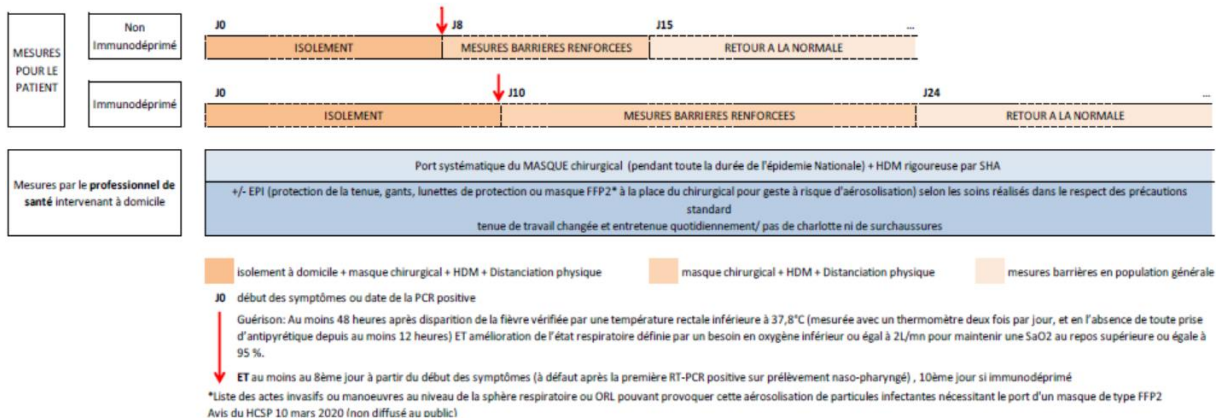 MESURES
POUR LE
PATIENT
Non
Immunodéprimé
J0
J8
J15
...
ISOLEMENT
MESURES BARRIERES RENFORCEES
RETOUR A LA NORMALE
Immunodéprimé
J0
J10
J24
...
ISOLEMENT
MESURES BARRIERES RENFORCEES
RETOUR A LA NORMALE
Mesures par le professionnel de
santé intervenant à domicile
Port systématique du MASQUE chirurgical (pendant toute la durée de l'épidemie Nationale) + HDM rigoureuse par SHA
+/- EPI (protection de la tenue, gants, lunettes de protection ou masque FFP2* à la place du chirurgical pour geste à risque d'aérosolisation) selon les soins réalisés dans le respect des précautions
standard
tenue de travail changée et entretenue quotidiennement/ pas de charlotte ni de surchaussures
isolement à domicile + masque chirurgical + HDM + Distanciation physique
masque chirurgical + HDM + Distanciation physique
mesures barrières en population générale
J0 début des symptômes ou date de la PCR positive
Guérison: Au moins 48 heures après disparition de la fièvre vérifiée par une température rectale inférieure à 37,8°C (mesurée avec un thermomètre deux fois par jour, et en l'absence de toute prise
d'antipyrétique depuis au moins 12 heures) ET amélioration de l'état respiratoire définie par un besoin en oxygène inférieur ou égal à 2L/mn pour maintenir une SaO2 au repos supérieure ou égale à
95 %.
ET au moins au 8ème jour à partir du début des symptômes (à défaut après la première RT-PCR positive sur prélèvement naso-pharyngé) , 10ème jour si immunodéprimé
*Liste des actes invasifs ou manoeuvres au niveau de la sphère respiratoire ou ORL pouvant provoquer cette aérosolisation de particules infectantes nécessitant le port d'un masque de type FFP2
Avis du HCSP 10 mars 2020 (non diffusé au public)